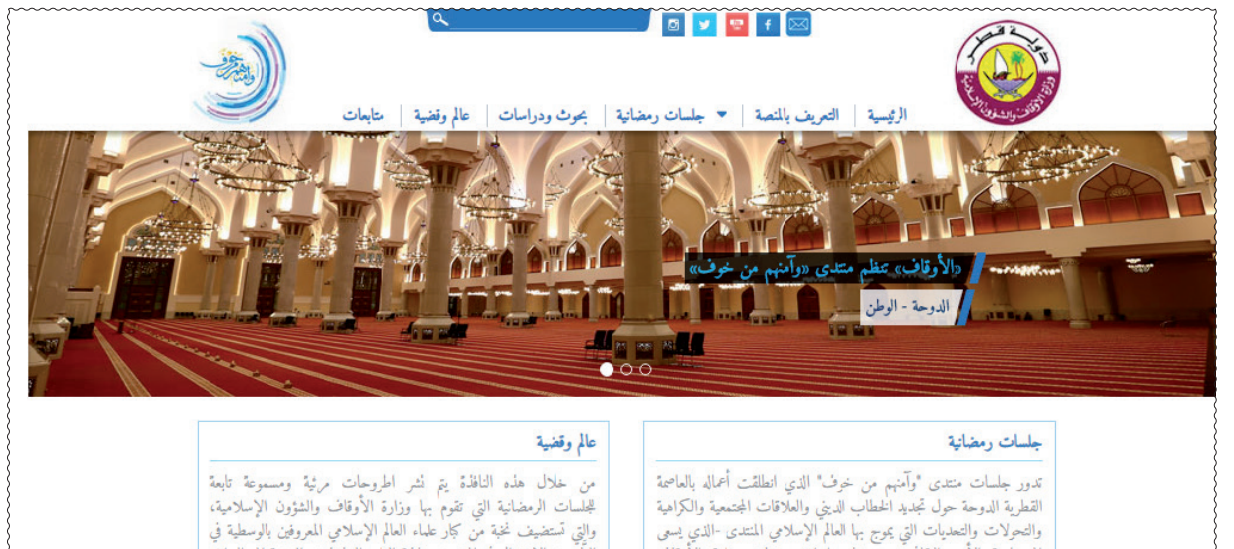 دولة قطر
وزارة الأوقاف والشؤون الإسلامية
وآمنهم من خوف
الرئيسية
التعريف بالمنصة
جلسات رمضانية
بحوث ودراسات
عالم وقضية
متابعات
«الأوقاف» تنظم منتدى «وآمنهم من خوف»
الدوحة - الوطن
جلسات رمضانية
تدور جلسات منتدى "وآمنهم من خوف" الذي انطلقت أعماله بالعاصمة
القطرية الدوحة حول تجديد الخطاب الديني والعلاقات المجتمعية والكراهية
والتحولات والتحديات التي يموج بها العالم الإسلامي المنتدى -الذي يسعى
عالم وقضية
من خلال هذه النافذة يتم نشر اطروحات مرئية ومسموعة تابعة
للجلسات الرمضانية التي تقوم بها وزارة الأوقاف والشؤون الإسلامية،
والتي تستضيف نخبة من كبار علماء العالم الإسلامي المعروفين بالوسطية في